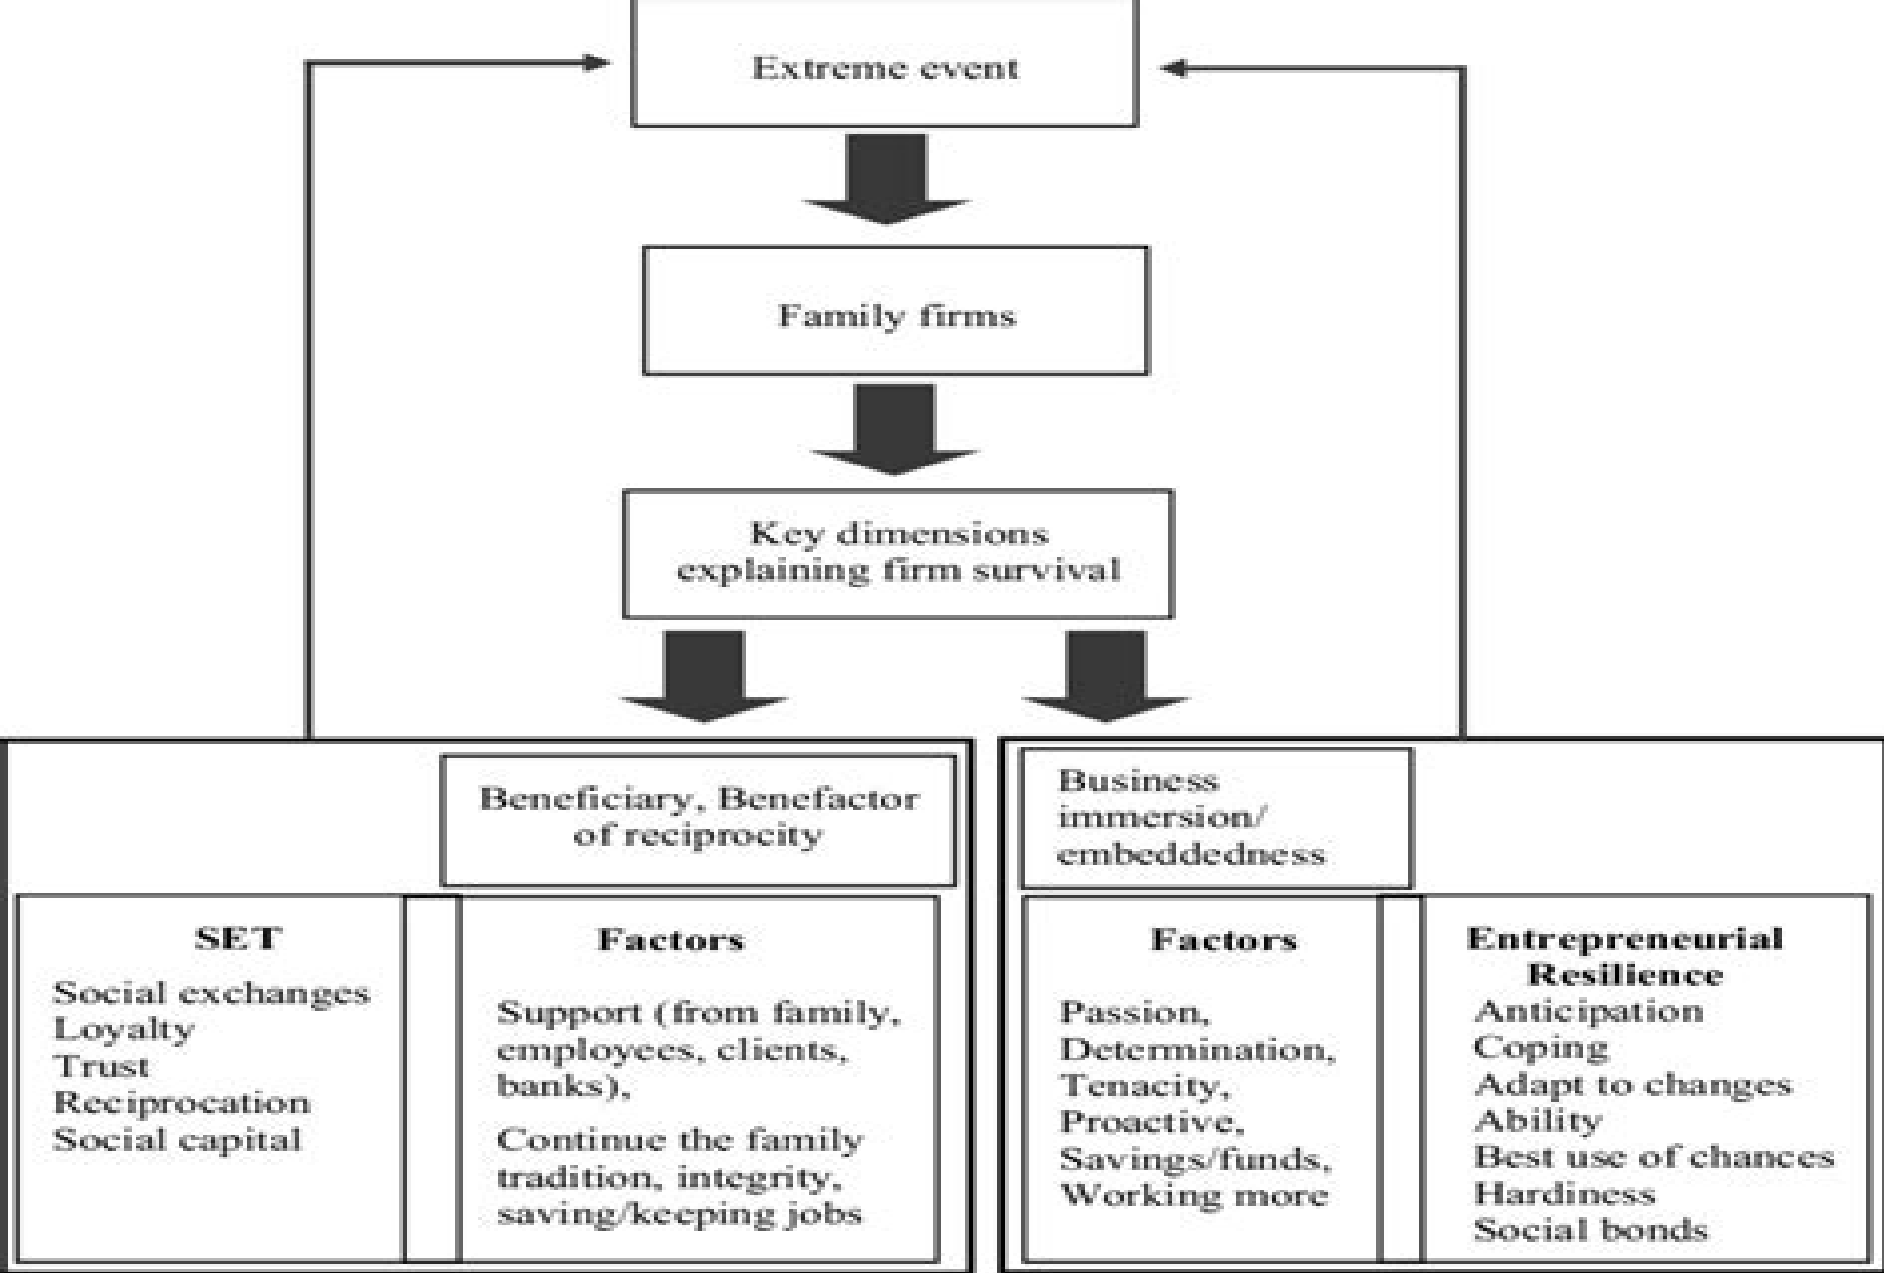 Extreme event
Family firms
Key dimensions
explaining firm survival
Beneficiary, Benefactor
of reciprocity
SET
Social exchanges
Loyalty
Trust
Reciprocation
Social capital
Factors
Support (from family,
employees, clients,
banks),
Continue the family
tradition, integrity,
saving/keeping jobs
Business
immersion/
embeddedness
Factors
Passion,
Determination,
Tenacity,
Proactive,
Savings/funds,
Working more
Entrepreneurial
Resilience
Anticipation
Coping
Adapt to changes
Ability
Best use of chances
Hardiness
Social bonds